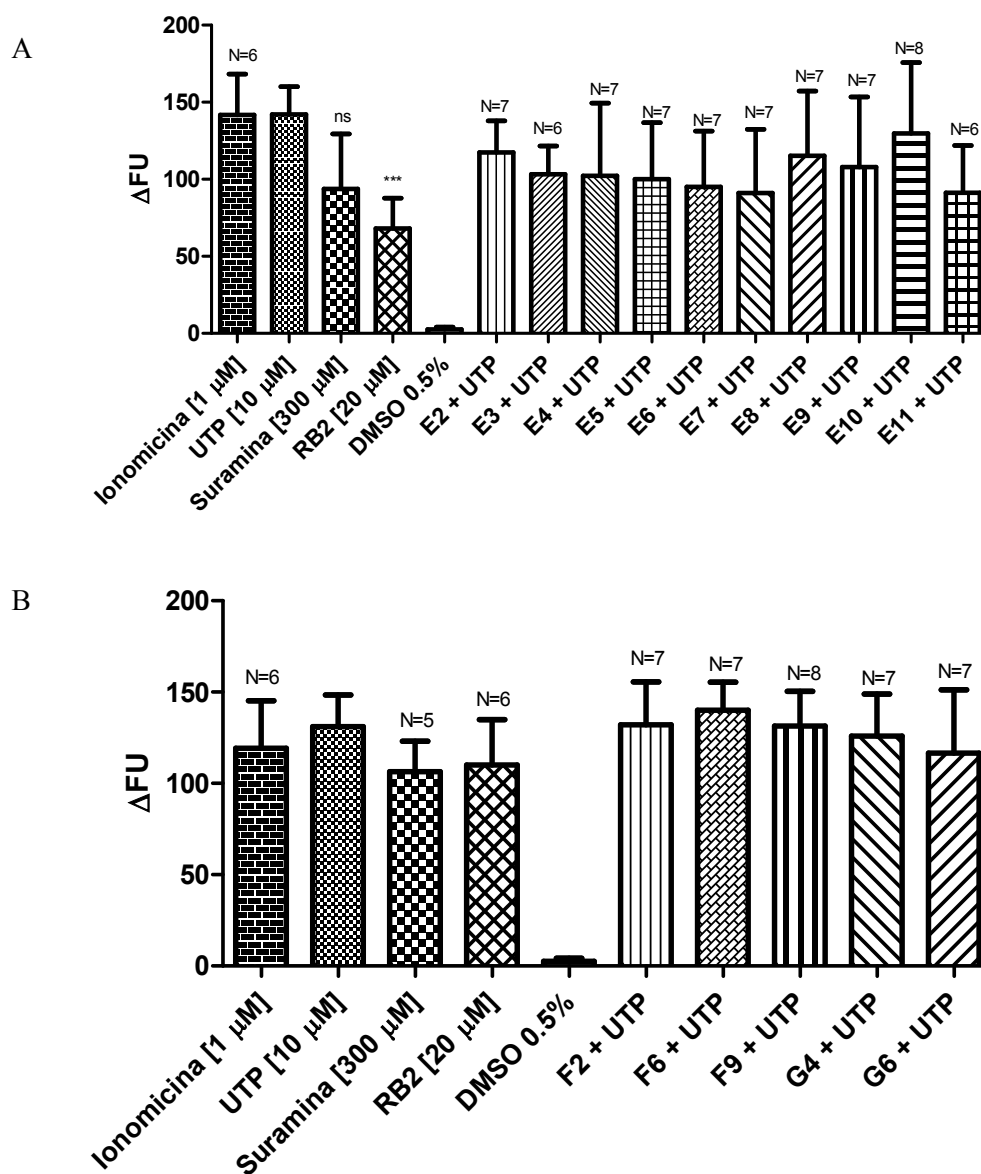 A
200
150
100
50
0
ΔFU
N=6
ns
***
N=7
N=6
N=7
N=7
N=7
N=7
N=7
N=7
N=8
N=6
Ionomicina [1 µM]
UTP [10 µM]
Suramina [300 µM]
RB2 [20 µM]
DMSO 0.5%
E2 + UTP
E3 + UTP
E4 + UTP
E5 + UTP
E6 + UTP
E7 + UTP
E8 + UTP
E9 + UTP
E10 + UTP
E11 + UTP
B
200
150
100
50
0
ΔFU
N=6
N=5
N=6
N=7
N=7
N=8
N=7
N=7
Ionomicina [1 µM]
UTP [10 µM]
Suramina [300 µM]
RB2 [20 µM]
DMSO 0.5%
F2 + UTP
F6 + UTP
F9 + UTP
G4 + UTP
G6 + UTP